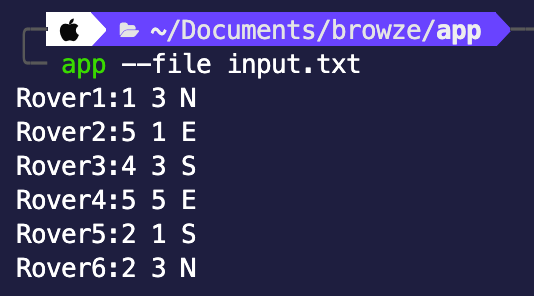 ~/Documents/browze/app
app --file input.txt
Rover1:1 3 N
Rover2:5 1 E
Rover3:4 3 S
Rover4:5 5 E
Rover5:2 1 S
Rover6:2 3 N